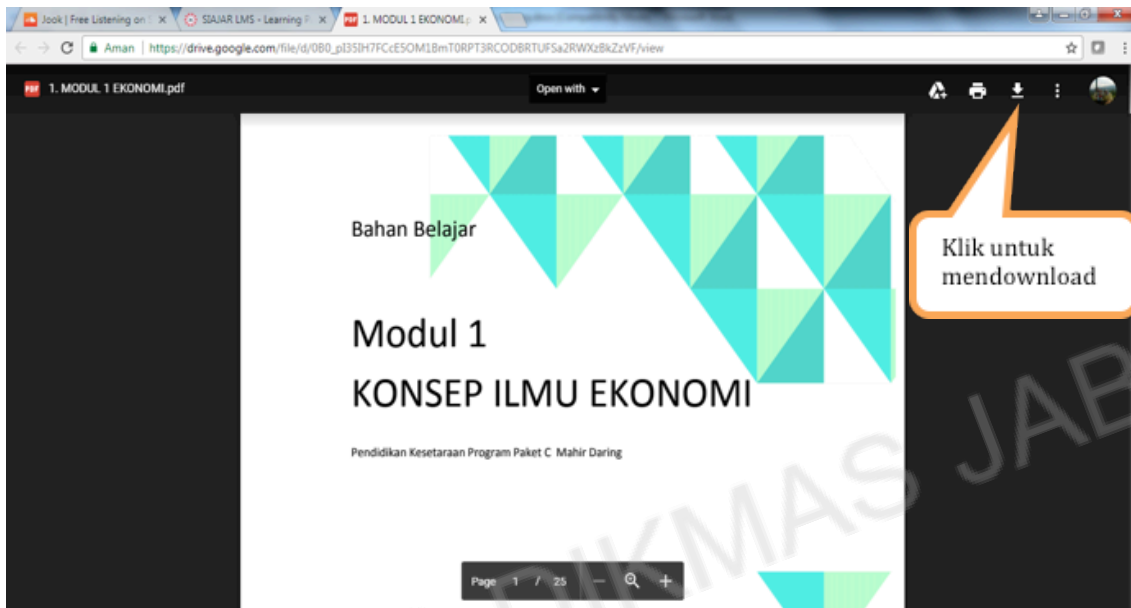 Jook | Free Listening on
SIAJAR LMS - Learning P
1. MODUL 1 EKONOMI.p
Aman | https://drive.google.com/file/d/
1. MODUL 1 EKONOMI.pdf
Open with
Bahan Belajar
Klik untuk
mendownload
Modul 1
KONSEP ILMU EKONOMI
Pendidikan Kesetaraan Program Paket C Mahir Daring
DIKMAS JAB
Page 1 / 25